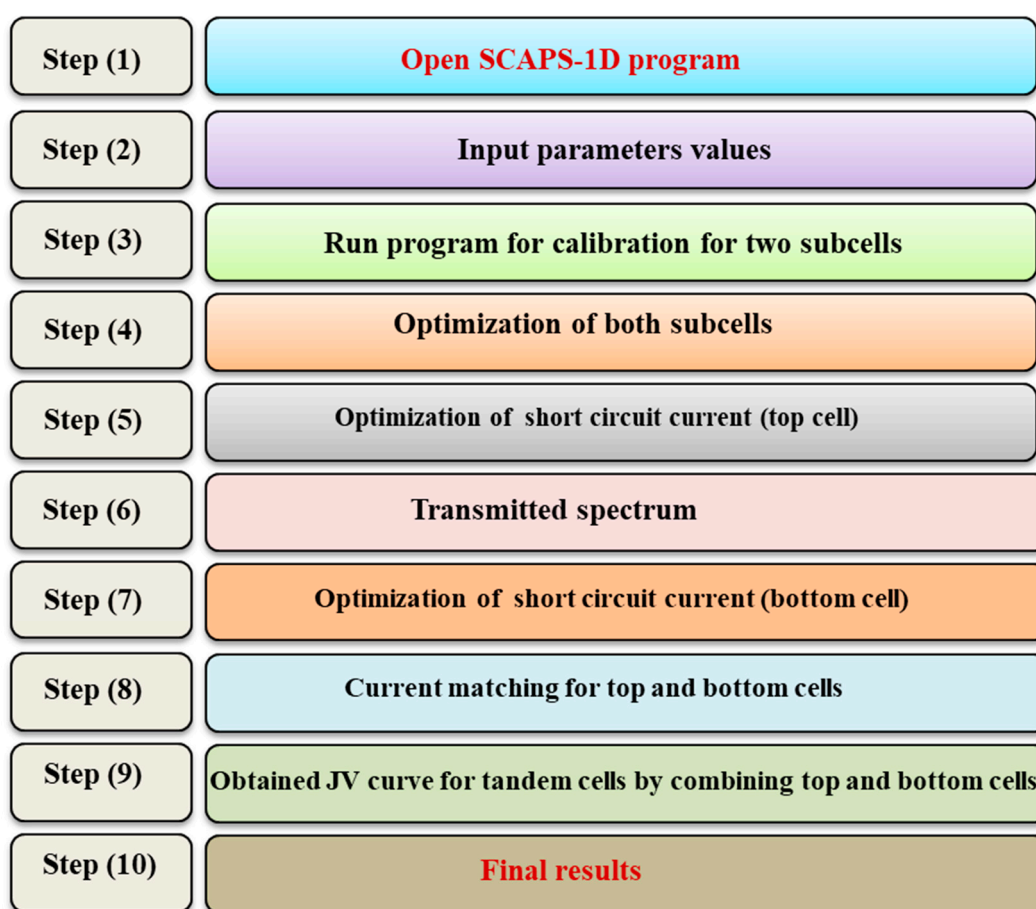 Step (1)
Open SCAPS-1D program
Step (2)
Input parameters values
Step (3)
Run program for calibration for two subcells
Step (4)
Optimization of both subcells
Step (5)
Optimization of short circuit current (top cell)
Step (6)
Transmitted spectrum
Step (7)
Optimization of short circuit current (bottom cell)
Step (8)
Current matching for top and bottom cells
Step (9)
Obtained JV curve for tandem cells by combining top and bottom cells
Step (10)
Final results